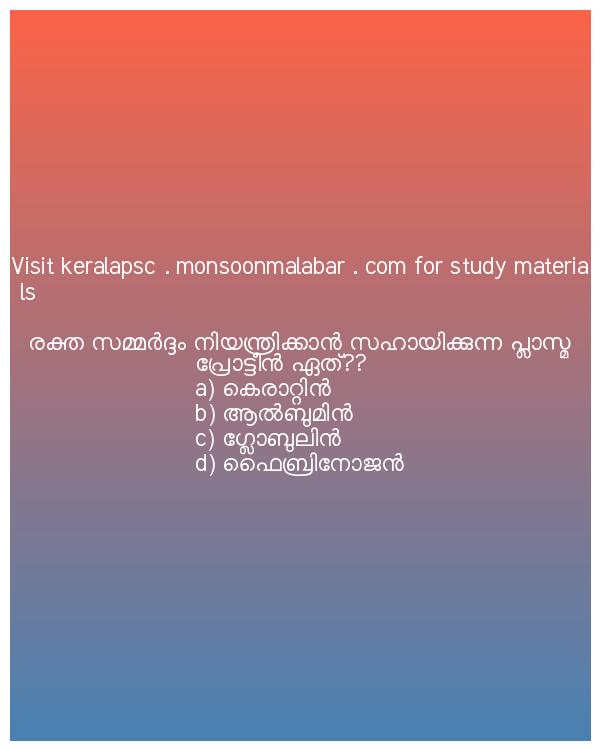 Visit keralapsc . monsoonmalabar . com for study materia
ls
രക്ത സമ്മർദ്ദം നിയന്ത്രിക്കാൻ സഹായിക്കുന്ന പ്ലാസ്മ
പ്രോട്ടീൻ ഏത്??
a) കെരാറ്റിൻ
b) ആൽബുമിൻ
c) ഗ്ലോബുലിൻ
d) ഫൈബ്രിനോജൻ